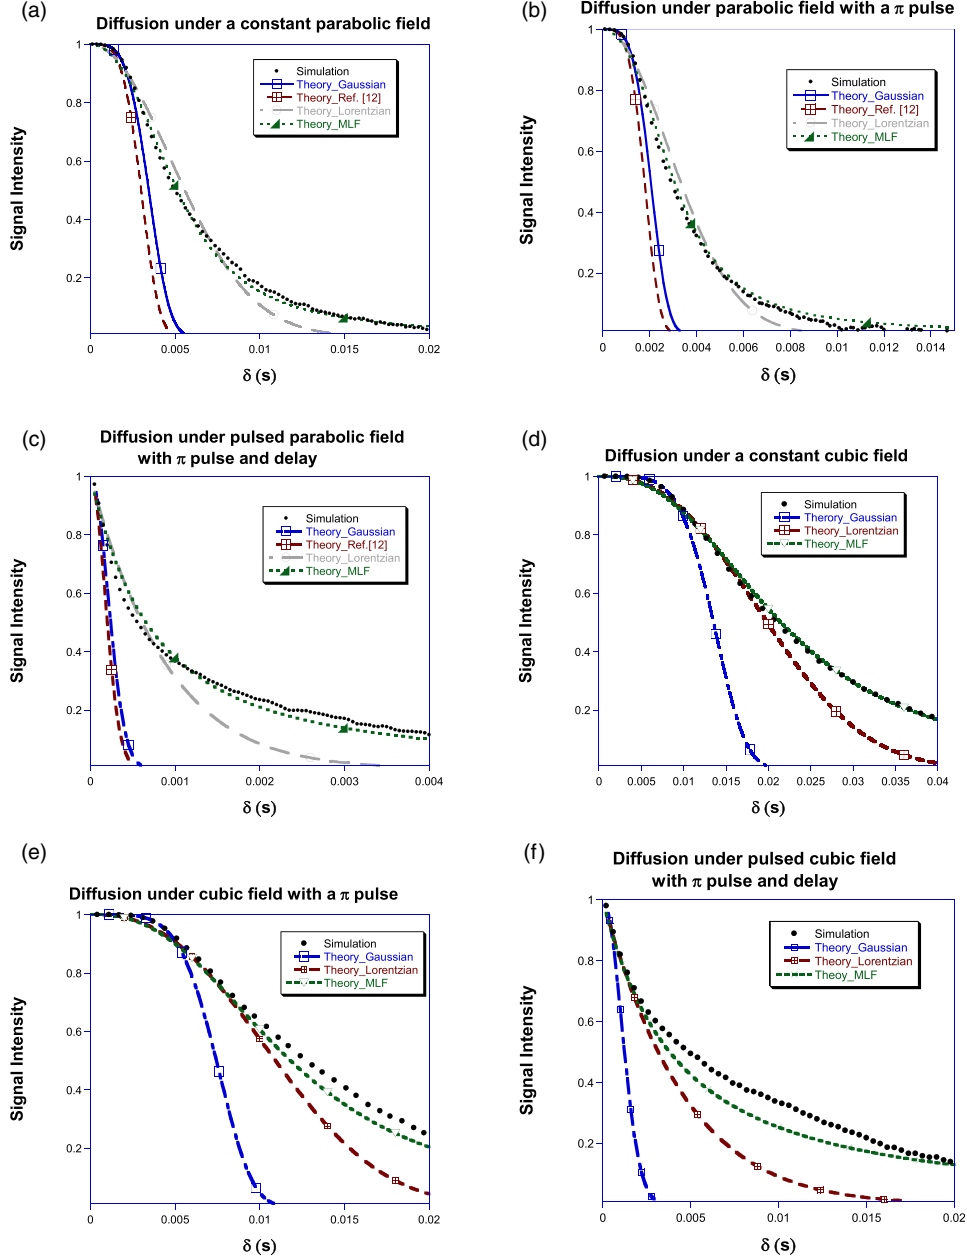 (a)
Diffusion under a constant parabolic field
Signal Intensity
1
0.8
0.6
0.4
0.2
Simulation
Theory_Gaussian
Theory_Ref. [12]
Theory_Lorentzian
Theory_MLF
0 0.005 0.01 0.015 0.02
δ (s)
(b)
Diffusion under parabolic field with a π pulse
Signal Intensity
1
0.8
0.6
0.4
0.2
Simulation
Theory_Gaussian
Theory_Ref. [12]
Theory_Lorentzian
Theory_MLF
0 0.002 0.004 0.006 0.008 0.01 0.012 0.014
δ (s)
(c)
Diffusion under pulsed parabolic field
with π pulse and delay
Signal Intensity
1
0.8
0.6
0.4
0.2
Simulation
Theory_Gaussian
Theory_Ref.[12]
Theory_Lorentzian
Theory_MLF
0 0.001 0.002 0.003 0.004
δ (s)
(d)
Diffusion under a constant cubic field
Signal Intensity
1
0.8
0.6
0.4
0.2
Simulation
Therory_Gaussian
Theory_Lorentzian
Theory_MLF
0 0.005 0.01 0.015 0.02 0.025 0.03 0.035 0.04
δ (s)
(e)
Diffusion under cubic field with a π pulse
Signal Intensity
1
0.8
0.6
0.4
0.2
Simulation
Theory_Gaussian
Theory_Lorentzian
Theory_MLF
0 0.005 0.01 0.015 0.02
δ (s)
(f)
Diffusion under pulsed cubic field
with π pulse and delay
Signal Intensity
1
0.8
0.6
0.4
0.2
Simulation
Theory_Gaussian
Theory_Lorentzian
Theoy_MLF
0 0.005 0.01 0.015 0.02
δ (s)